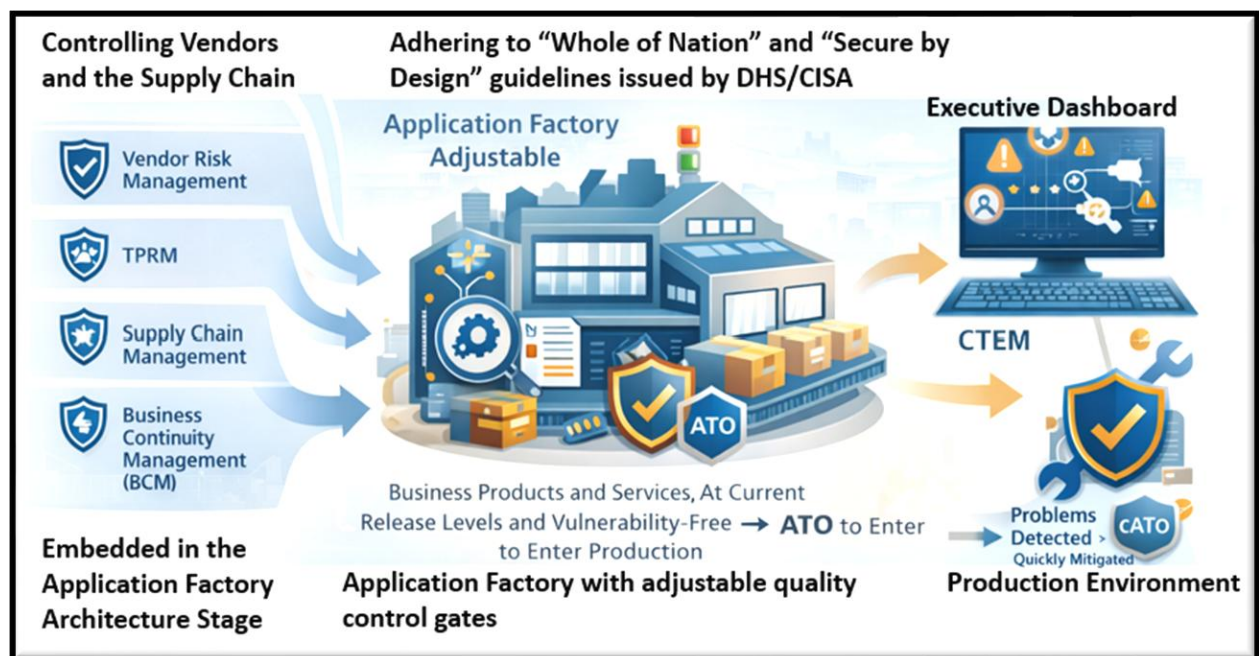 Controlling Vendors
and the Supply Chain
Adhering to “Whole of Nation” and “Secure by
Design” guidelines issued by DHS/CISA
Vendor Risk
Management
TPRM
Supply Chain
Management
Business
Continuity
Management
(BCM)
Embedded in the
Application Factory
Architecture Stage
Application Factory
Adjustable
ATO
Business Products and Services, At Current
Release Levels and Vulnerability-Free → ATO to Enter
to Enter Production
Application Factory with adjustable quality
control gates
Executive Dashboard
CTEM
Problems
Detected >
Quickly Mitigated
CATO
Production Environment